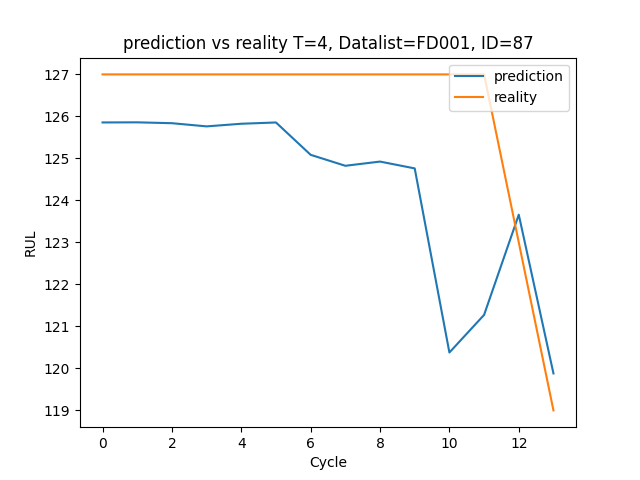 prediction vs reality T=4, Datalist=FD001, ID=87
127
126
125
124
123
122
121
120
119
RUL
prediction
reality
0 2 4 6 8 10 12
Cycle